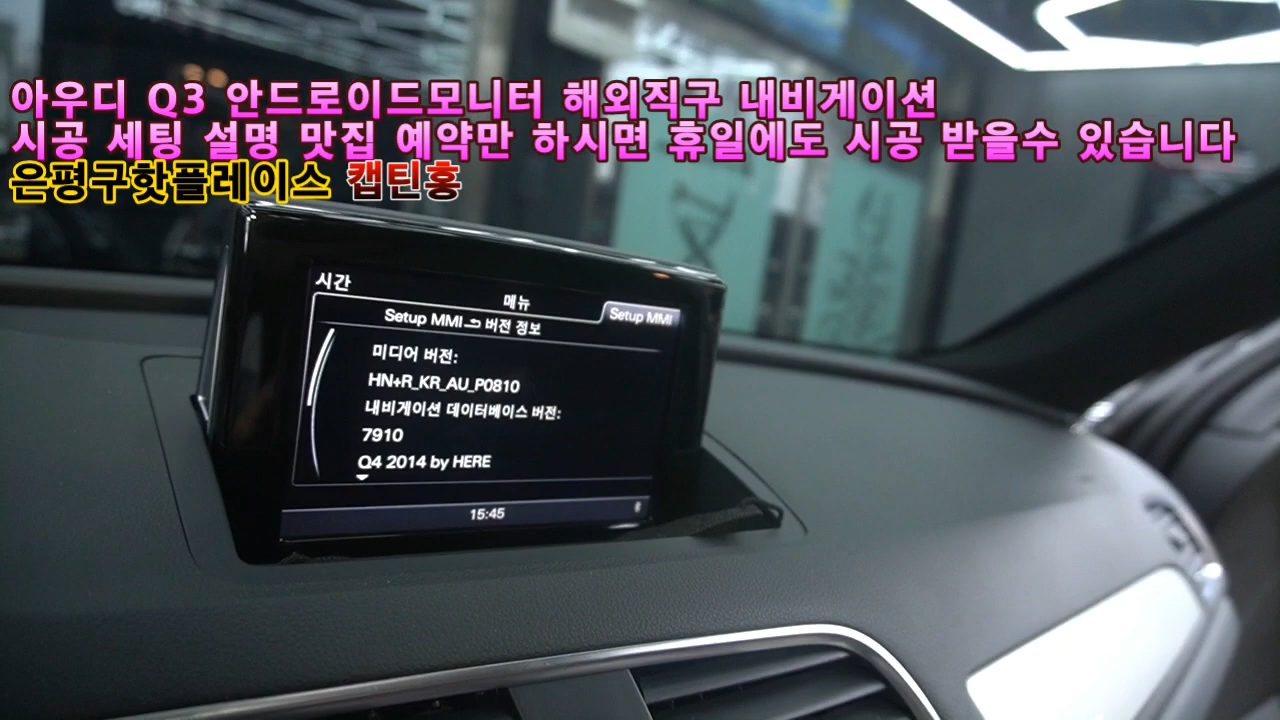 아우디 Q3 안드로이드모니터 해외직구 내비게이션
시공 세팅 설명 맛집 예약만 하시면 휴일에도 시공 받을수 있습니다
은평구핫플레이스 캡틴홍
시간
메뉴
Setup MMI
Setup MMI 버전 정보
미디어 버전:
HN+R_KR_AU_P0810
내비게이션 데이터베이스 버전:
7910
Q4 2014 by HERE
15:45